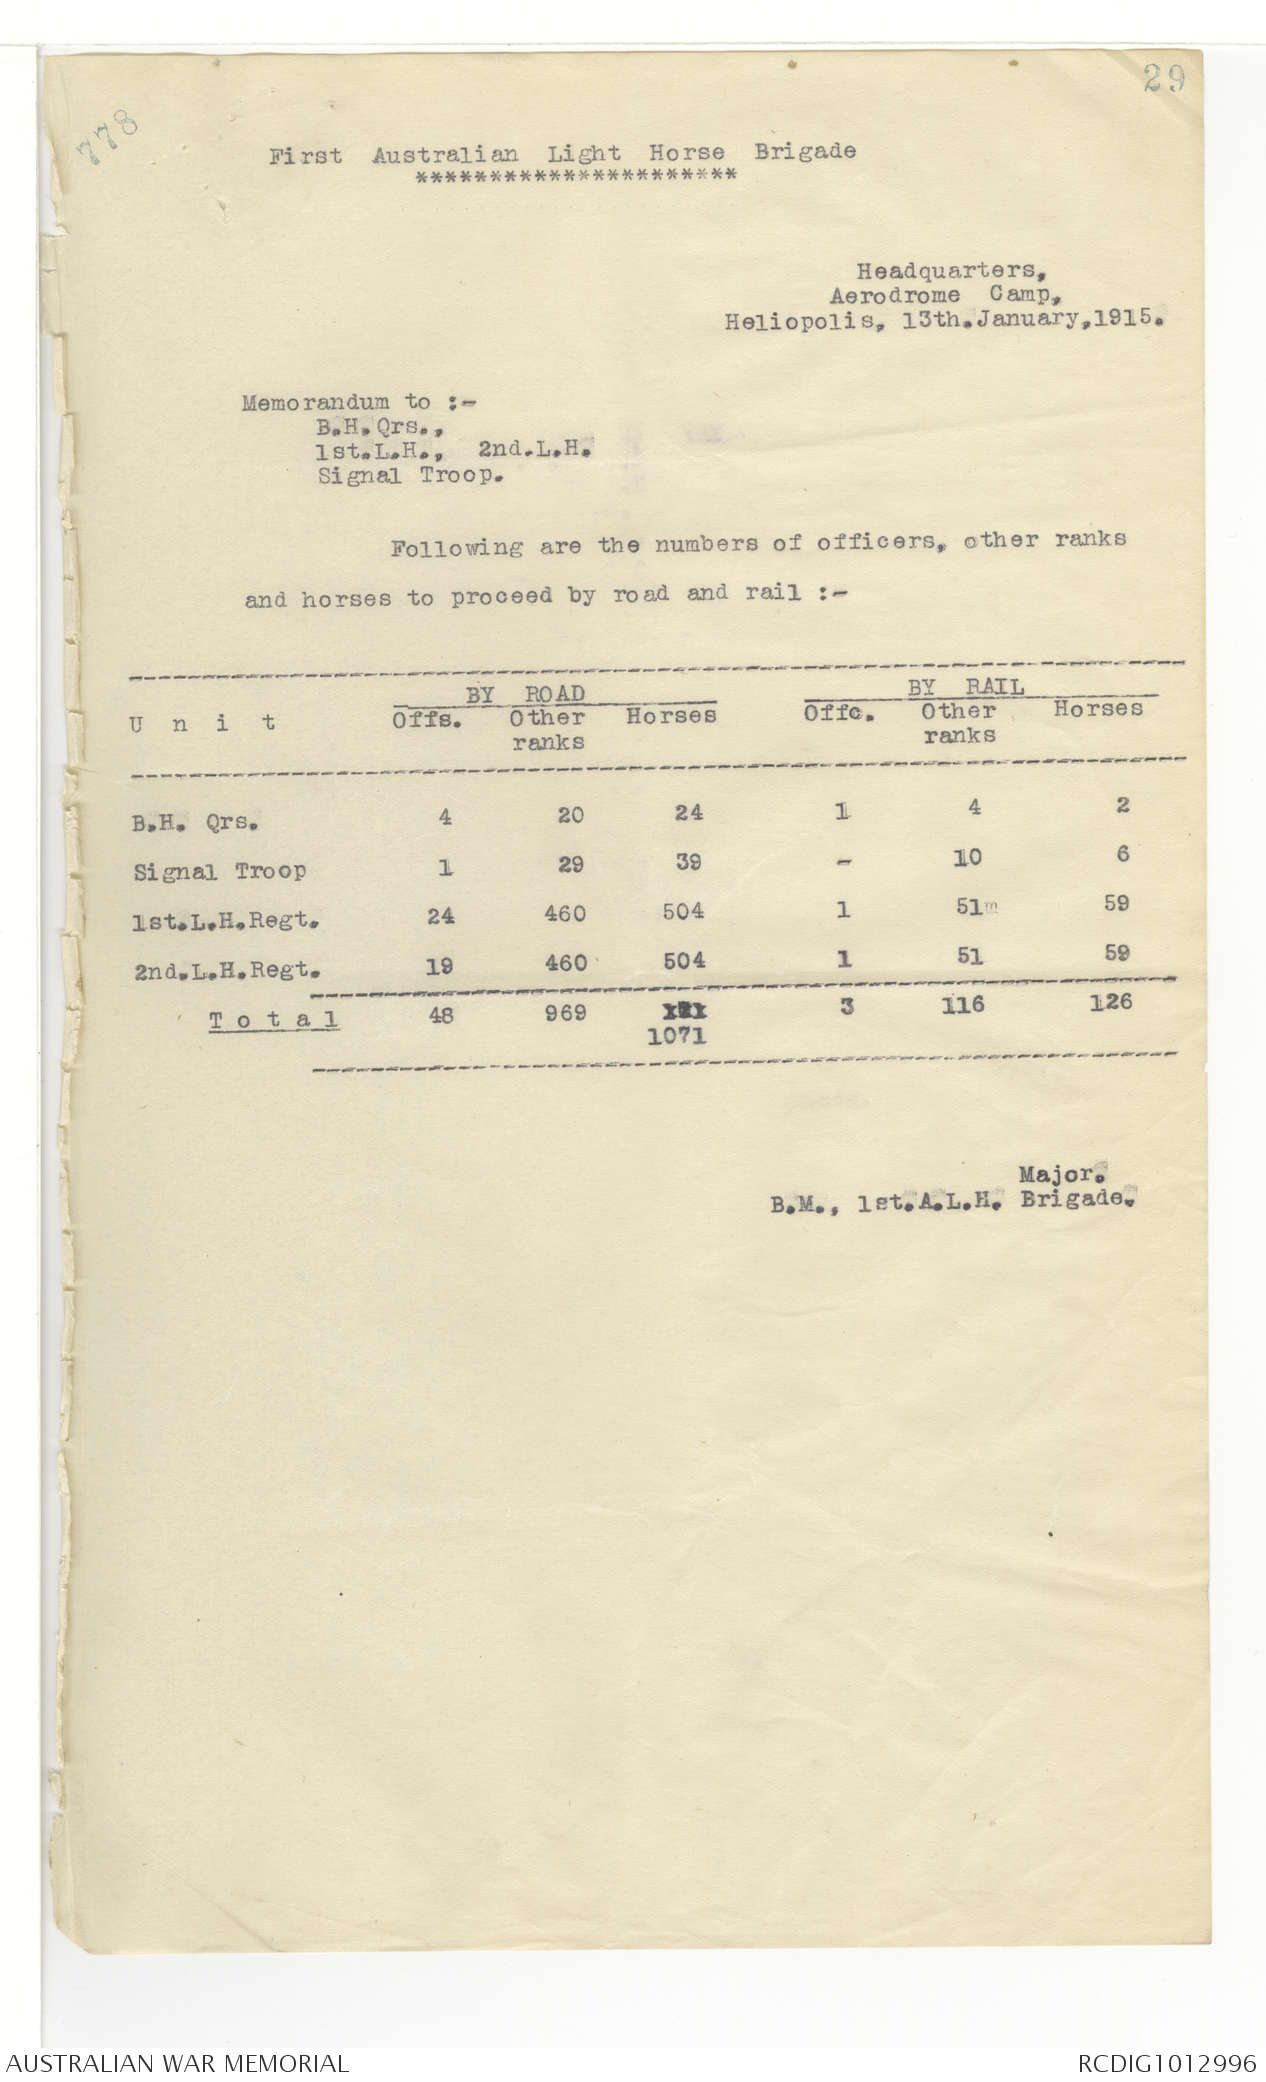 29
778
First Australian Light Horse Brigade
**********************
Headquarters,
Aerodrome Camp,
Heliopolis, 13th.January,1915.
Memorandum to :-
B.H.Qrs.,
1st.L.H., 2nd.L.H.
Signal Troop.
Following are the numbers of officers, other ranks
and horses to proceed by road and rail :-
BY ROAD BY RAIL
U n i t Offs. Other Horses Offc. Other Horses
ranks ranks
B.H. Qrs. 4 20 24 1 4 2
Signal Troop 1 29 39 - 10 6
1st.L.H.Regt. 24 460 504 1 51m 59
2nd.L.H.Regt. 19 460 504 1 51 59
T o t a l 48 969 3 116 126
1071
Major.
B.M., 1st.A.L.H. Brigade.
AUSTRALIAN WAR MEMORIAL RCDIG1012996